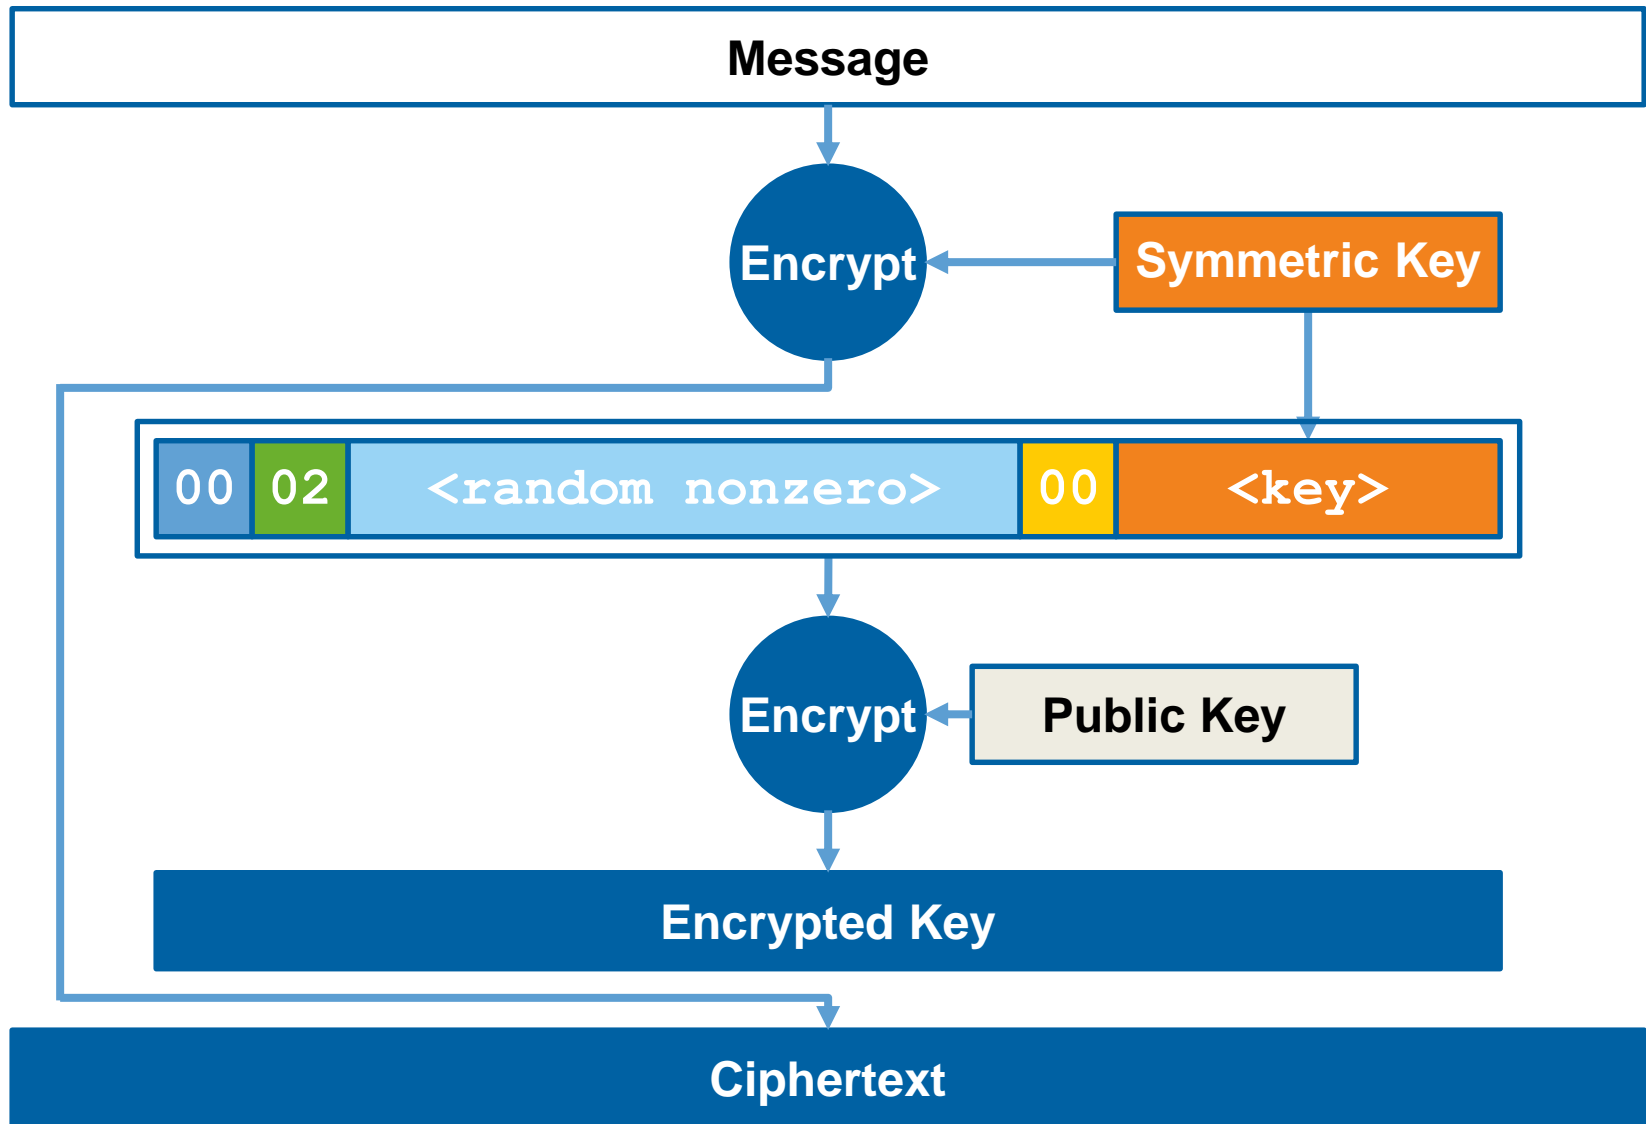 Message
Encrypt
Symmetric Key
00 02 <random nonzero> 00 <key>
Encrypt
Public Key
Encrypted Key
Ciphertext